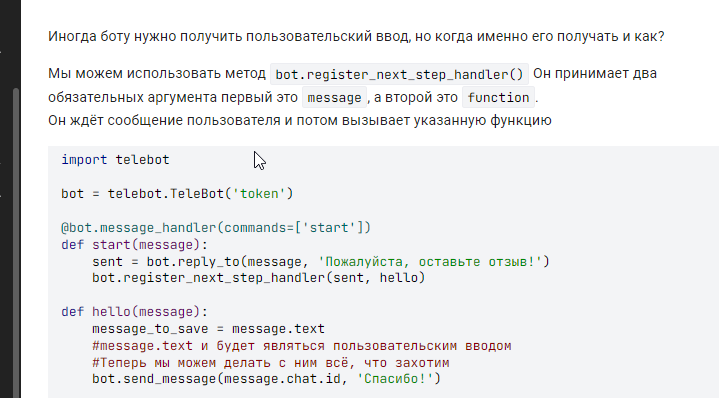 Иногда боту нужно получить пользовательский ввод, но когда именно его получать и как?
Мы можем использовать метод bot.register_next_step_handler() Он принимает два
обязательных аргумента первый это message , а второй это function .
Он ждёт сообщение пользователя и потом вызывает указанную функцию
import telebot
bot = telebot.TeleBot('token')
@bot.message_handler(commands=['start'])
def start(message):
    sent = bot.reply_to(message, 'Пожалуйста, оставьте отзыв!')
    bot.register_next_step_handler(sent, hello)
def hello(message):
    message_to_save = message.text
    #message.text и будет являться пользовательским вводом
    #Теперь мы можем делать с ним всё, что захотим
    bot.send_message(message.chat.id, 'Спасибо!')